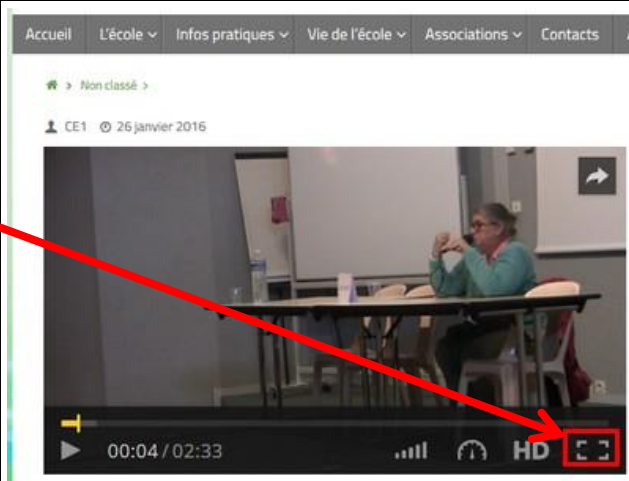 Accueil L'école Infos pratiques Vie de l'école Associations Contacts
> Non classé >
CE1 26 janvier 2016
00:04 / 02:33 HD